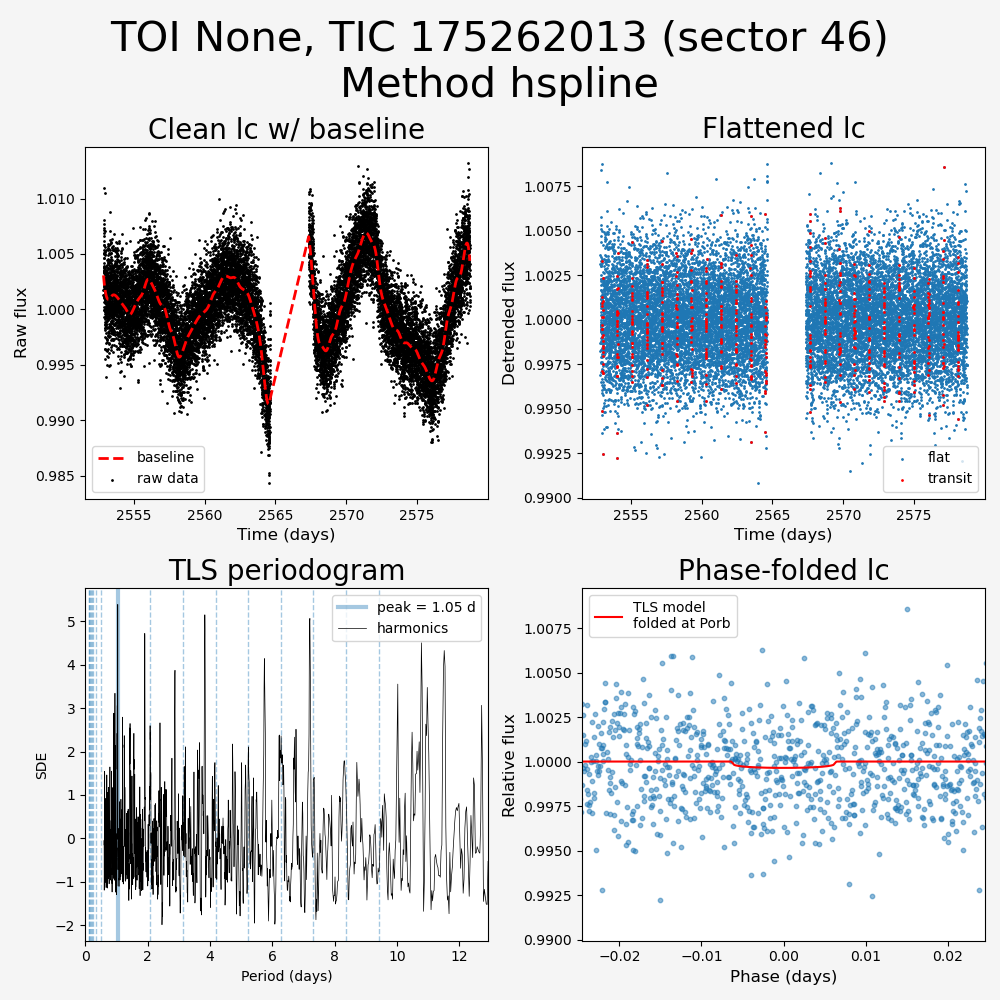 TOI None, TIC 175262013 (sector 46)
Method hspline
Clean lc w/ baseline
Raw flux
1.010
1.005
1.000
0.995
0.990
0.985
baseline
raw data
2555
2560
2565
2570
2575
Time (days)
Flattened lc
Detrended flux
1.0075
1.0050
1.0025
1.0000
0.9975
0.9950
0.9925
0.9900
flat
transit
2555
2560
2565
2570
2575
Time (days)
TLS periodogram
SDE
5
4
3
2
1
0
−1
−2
peak = 1.05 d
harmonics
0
2
4
6
8
10
12
Period (days)
Phase-folded lc
Relative flux
1.0075
1.0050
1.0025
1.0000
0.9975
0.9950
0.9925
0.9900
TLS model
folded at Porb
−0.02
−0.01
0.00
0.01
0.02
Phase (days)